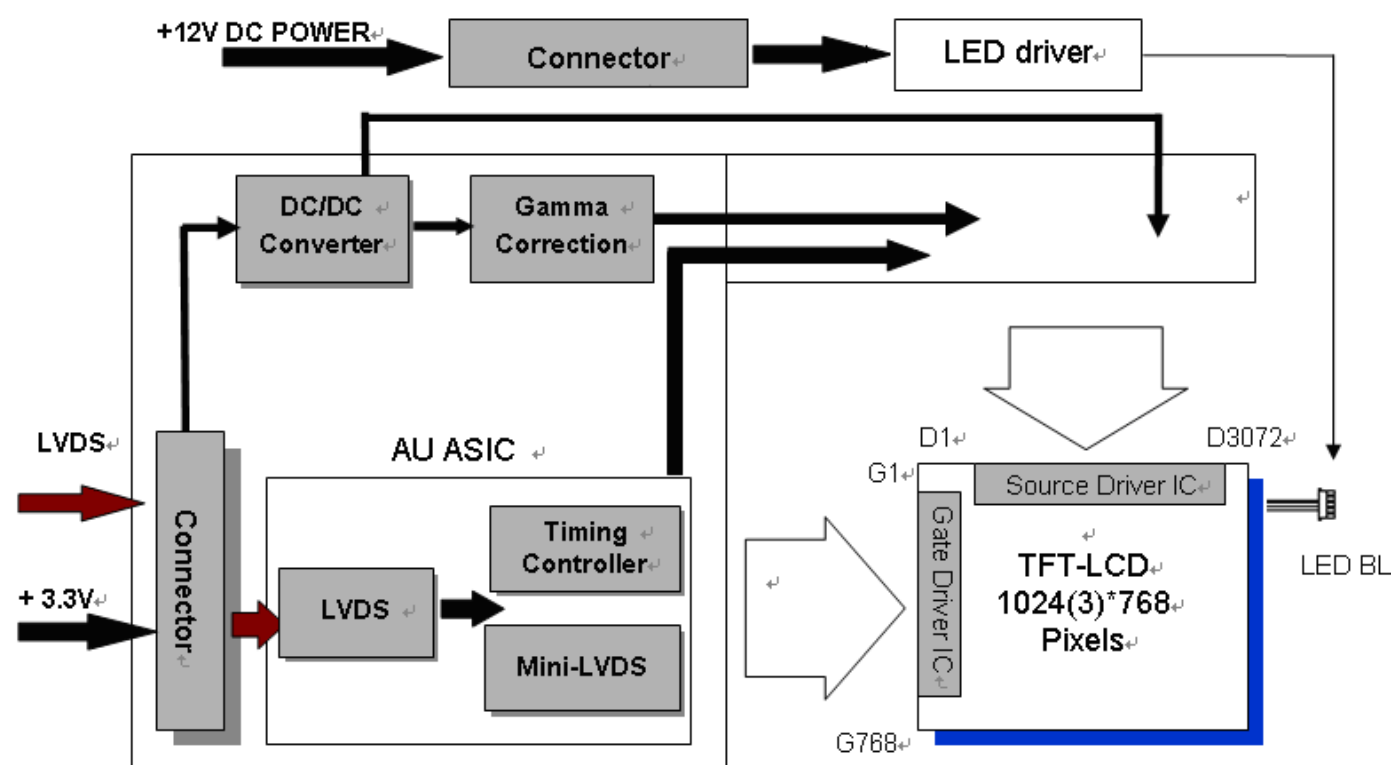 +12V DC POWER
Connector
LED driver
DC/DC
Converter
Gamma
Correction
LVDS
+ 3.3V
Connector
AU ASIC
LVDS
Timing
Controller
Mini-LVDS
D1
D3072
G1
G768
Source Driver IC
Gate Driver IC
TFT-LCD
1024(3)*768
Pixels
LED BL